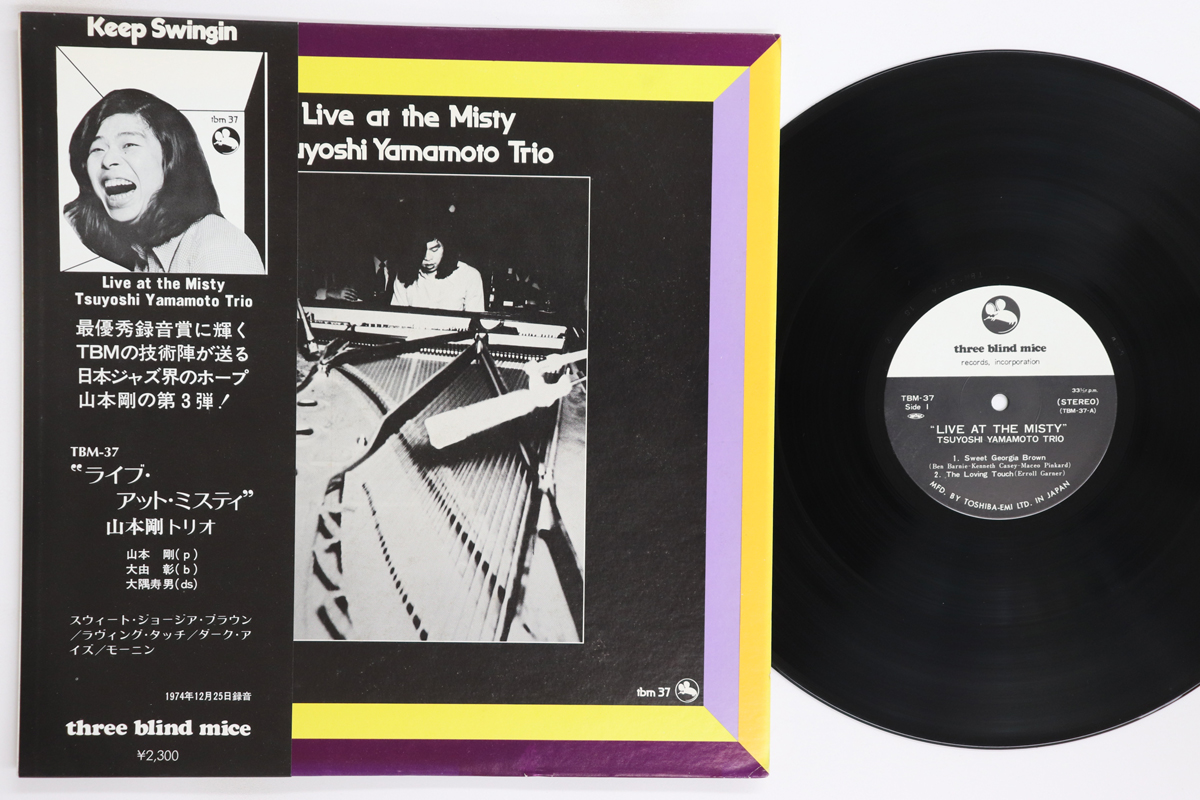 Keep Swingin
tbm 37
Live at the Misty
Tsuyoshi Yamamoto Trio
最優秀録音賞に輝く
TBMの技術陣が送る
日本ジャズ界のホープ
山本剛の第3弾!
TBM-37
“ライブ・
アット・ミスティ”
山本剛トリオ
山本 剛(p)
大由 彰(b)
大隅寿男(ds)
スウィート・ジョージア・ブラウン
/ラヴィング・タッチ/ダーク・ア
イズ/モーニン
1974年12月25日録音
three blind mice
¥2,300
Live at the Misty
uyoshi Yamamoto Trio
tbm 37
three blind mice
records, incorporation
TBM-37
Side 1
33⅓r.p.m.
(STEREO)
(TBM-37-A)
“LIVE AT THE MISTY”
TSUYOSHI YAMAMOTO TRIO
1. Sweet Georgia Brown
(Ben Barnie-Kenneth Casey-Maceo Pinkard)
2. The Loving Touch(Erroll Garner)
MFD. BY TOSHIBA-EMI LTD. IN JAPAN